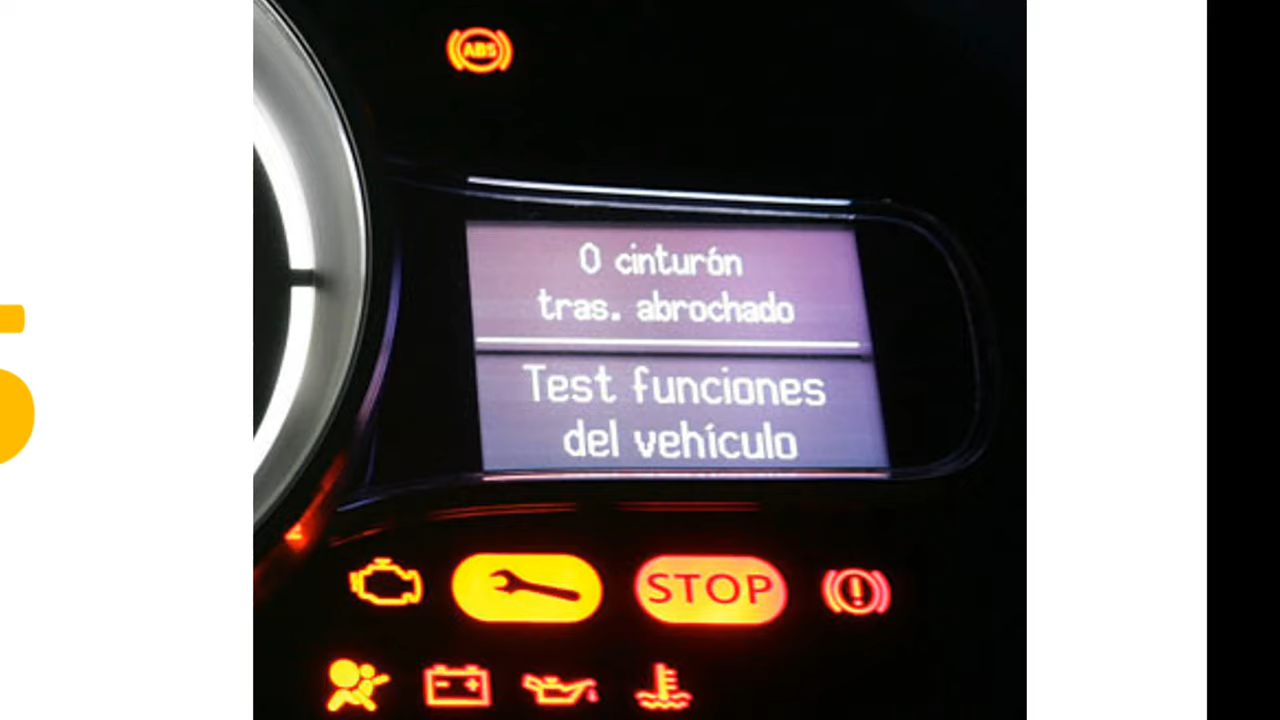 ABS
0 cinturón
tras. abrochado
Test funciones
del vehículo
STOP